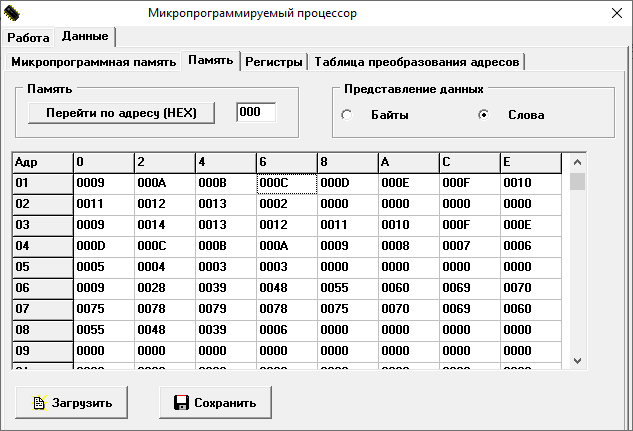 Микропрограммируемый процессор
Работа Данные
Микропрограммная память Память Регистры Таблица преобразования адресов
Память Представление данных
Перейти по адресу (HEX) 000 Байты Слова
Адр 0 2 4 6 8 A C E
01 0009 000A 000B 000C 000D 000E 000F 0010
02 0011 0012 0013 0002 0000 0000 0000 0000
03 0009 0014 0013 0012 0011 0010 000F 000E
04 000D 000C 000B 000A 0009 0008 0007 0006
05 0005 0004 0003 0003 0000 0000 0000 0000
06 0009 0028 0039 0048 0055 0060 0069 0070
07 0075 0078 0079 0078 0075 0070 0069 0060
08 0055 0048 0039 0006 0000 0000 0000 0000
09 0000 0000 0000 0000 0000 0000 0000 0000
Загрузить Сохранить